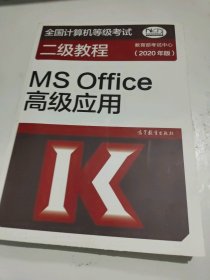 全国计算机等级考试
二级教程
教育部考试中心
(2020年版)
MS Office
高级应用
K
高等教育出版社